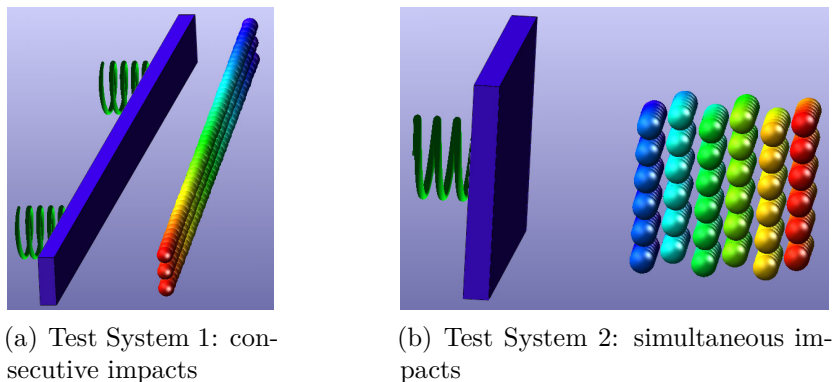 (a) Test System 1: con-
secutive impacts
(b) Test System 2: simultaneous im-
pacts